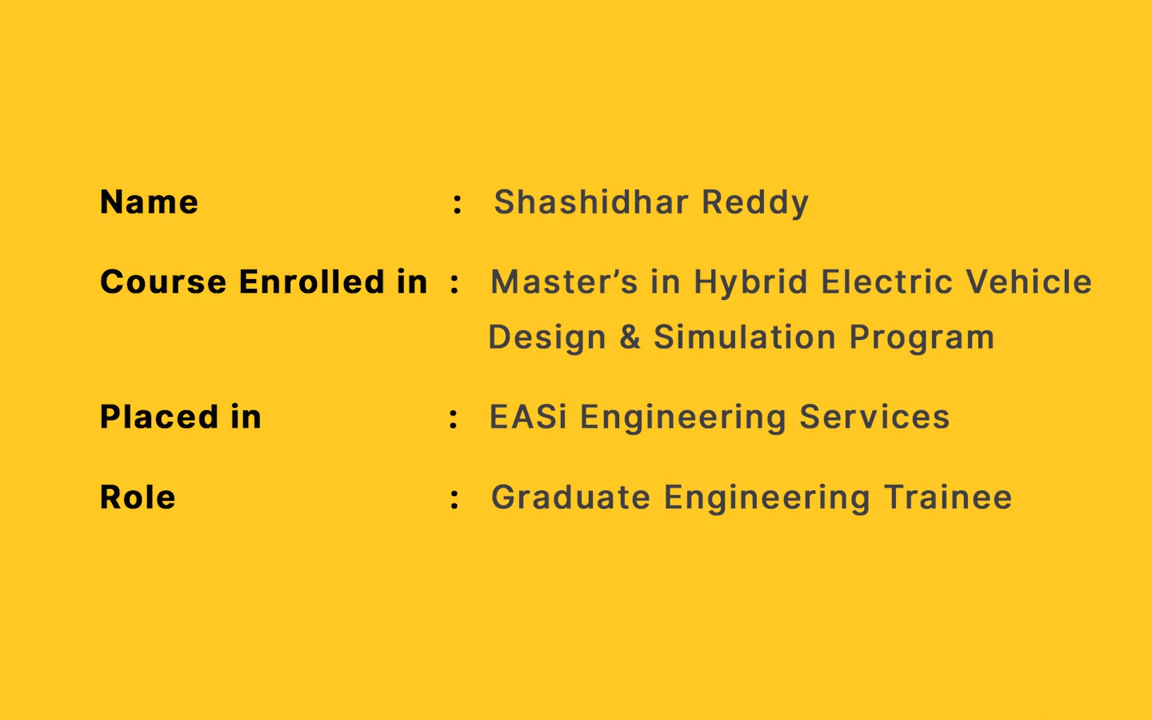 Name : Shashidhar Reddy
Course Enrolled in : Master’s in Hybrid Electric Vehicle
Design & Simulation Program
Placed in : EASi Engineering Services
Role : Graduate Engineering Trainee